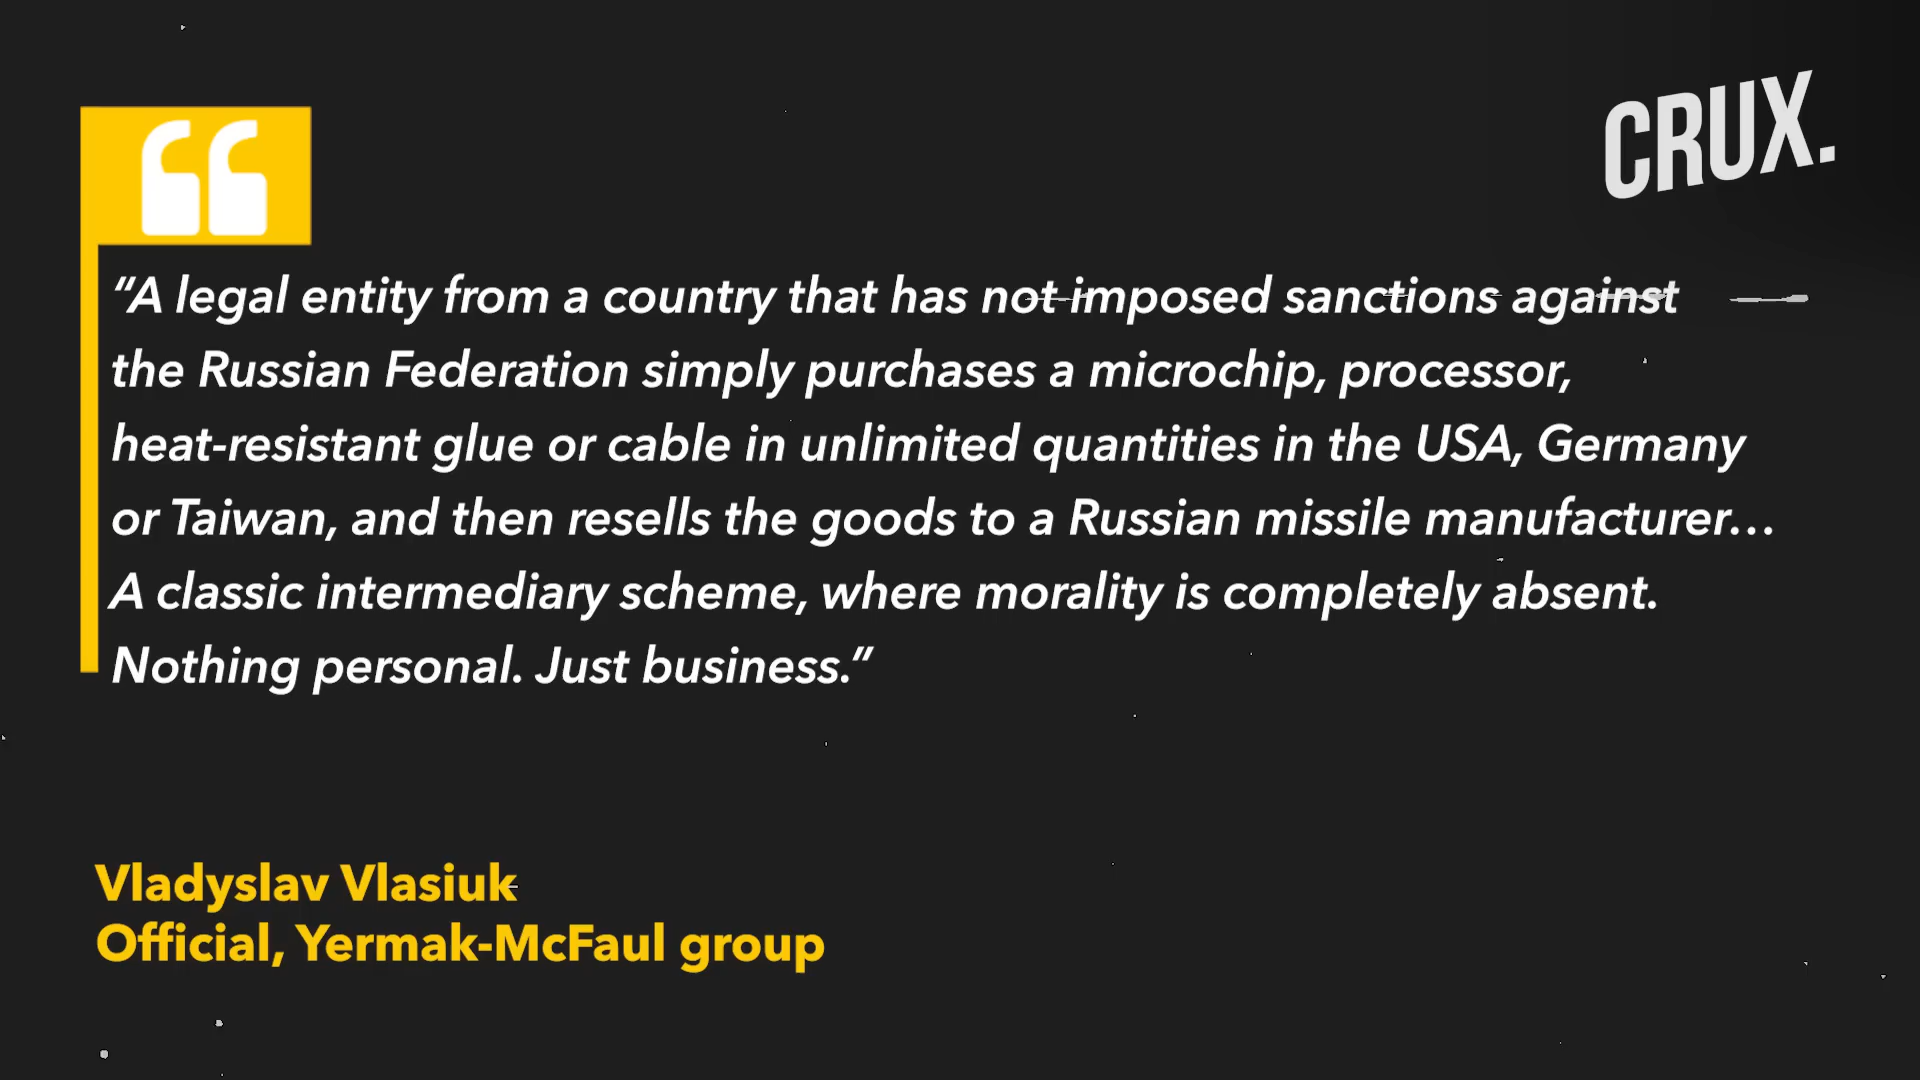 CRUX.
“A legal entity from a country that has not imposed sanctions against
the Russian Federation simply purchases a microchip, processor,
heat-resistant glue or cable in unlimited quantities in the USA, Germany
or Taiwan, and then resells the goods to a Russian missile manufacturer…
A classic intermediary scheme, where morality is completely absent.
Nothing personal. Just business.”
Vladyslav Vlasiuk
Official, Yermak-McFaul group